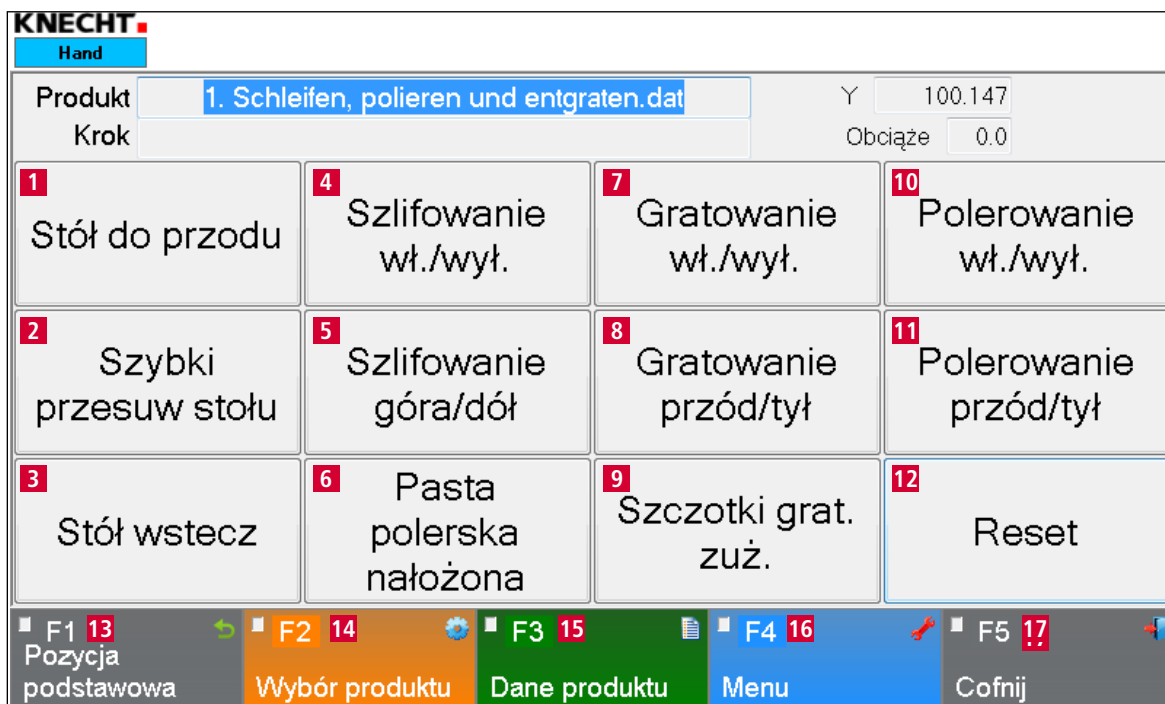 KNECHT
Hand
Produkt 1. Schleifen, polieren und entgraten.dat Y 100.147
Krok Obciąże 0.0
1
Stół do przodu
4
Szlifowanie
wł./wył.
7
Gratowanie
wł./wył.
10
Polerowanie
wł./wył.
2
Szybki
przesuw stołu
5
Szlifowanie
góra/dół
8
Gratowanie
przód/tył
11
Polerowanie
przód/tył
3
Stół wstecz
6
Pasta
polerska
nałożona
9
Szczotki grat.
zuż.
12
Reset
F1 13
Pozycja
podstawowa
F2 14
Wybór produktu
F3 15
Dane produktu
F4 16
Menu
F5 17
Cofnij